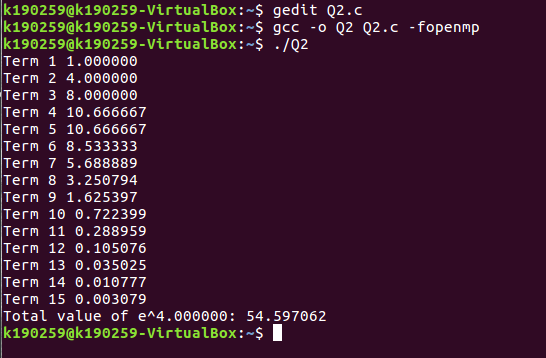 k190259@k190259-VirtualBox:~$ gedit Q2.c
k190259@k190259-VirtualBox:~$ gcc -o Q2 Q2.c -fopenmp
k190259@k190259-VirtualBox:~$ ./Q2
Term 1 1.000000
Term 2 4.000000
Term 3 8.000000
Term 4 10.666667
Term 5 10.666667
Term 6 8.533333
Term 7 5.688889
Term 8 3.250794
Term 9 1.625397
Term 10 0.722399
Term 11 0.288959
Term 12 0.105076
Term 13 0.035025
Term 14 0.010777
Term 15 0.003079
Total value of e^4.000000: 54.597062
k190259@k190259-VirtualBox:~$